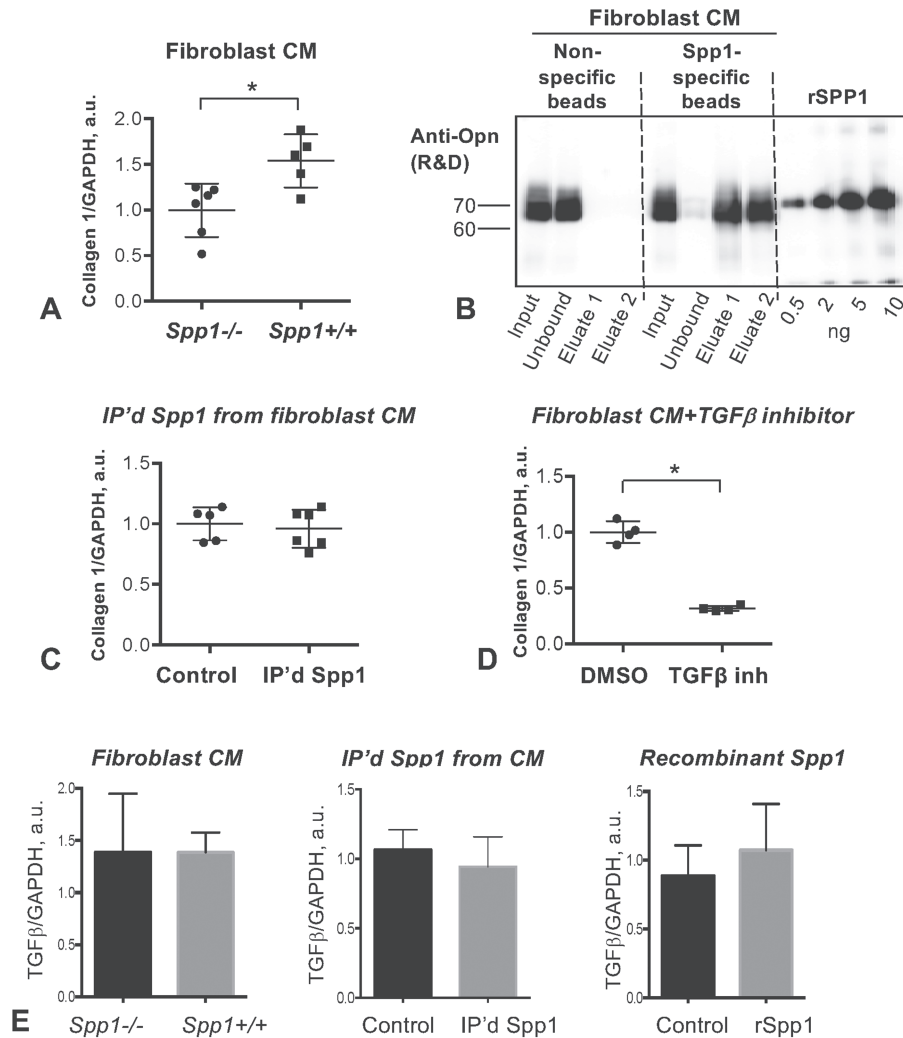 Fibroblast CM
*
Collagen 1/GAPDH, a.u.
2.0
1.5
1.0
0.5
0.0
Spp1-/- Spp1+/+
A
Fibroblast CM
Non-
specific
beads
Spp1-
specific
beads
rSPP1
Anti-Opn
(R&D)
70
60
Input
Unbound
Eluate 1
Eluate 2
Input
Unbound
Eluate 1
Eluate 2
0.5
2
5
10
ng
B
IP'd Spp1 from fibroblast CM
Collagen 1/GAPDH, a.u.
1.5
1.0
0.5
0.0
Control IP'd Spp1
C
Fibroblast CM+TGFβ inhibitor
*
Collagen 1/GAPDH, a.u.
1.5
1.0
0.5
0.0
DMSO TGFβ inh
D
Fibroblast CM
TGFβ/GAPDH, a.u.
2.0
1.5
1.0
0.5
0.0
Spp1-/- Spp1+/+
IP'd Spp1 from CM
TGFβ/GAPDH, a.u.
1.5
1.0
0.5
0.0
Control IP'd Spp1
Recombinant Spp1
TGFβ/GAPDH, a.u.
1.5
1.0
0.5
0.0
Control rSpp1
E